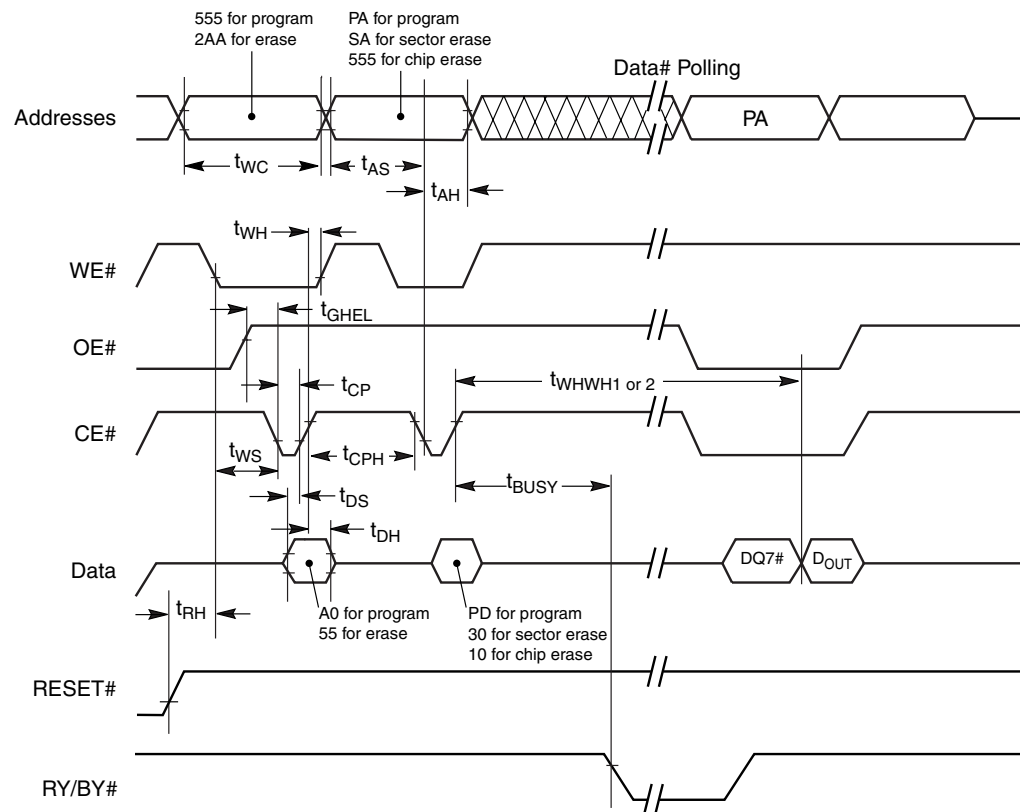 555 for program
2AA for erase
PA for program
SA for sector erase
555 for chip erase
Data# Polling
Addresses
PA
tWC
tAS
tAH
tWH
WE#
tGHEL
OE#
tCP
tWHWH1 or 2
CE#
tWS
tCPH
tBUSY
tDS
tDH
Data
DQ7#
DOUT
tRH
A0 for program
55 for erase
PD for program
30 for sector erase
10 for chip erase
RESET#
RY/BY#